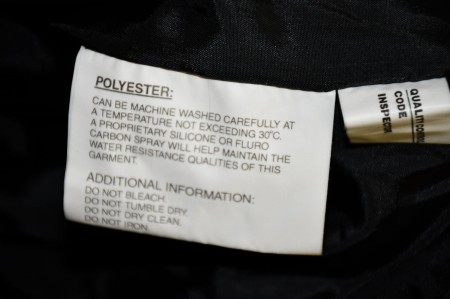 POLYESTER:
CAN BE MACHINE WASHED CAREFULLY AT
A TEMPERATURE NOT EXCEEDING 30°C.
A PROPRIETARY SILICONE OR FLURO
CARBON SPRAY WILL HELP MAINTAIN THE
WATER RESISTANCE QUALITIES OF THIS
GARMENT.
ADDITIONAL INFORMATION:
DO NOT BLEACH.
DO NOT TUMBLE DRY.
DO NOT DRY CLEAN.
DO NOT IRON.
CODE